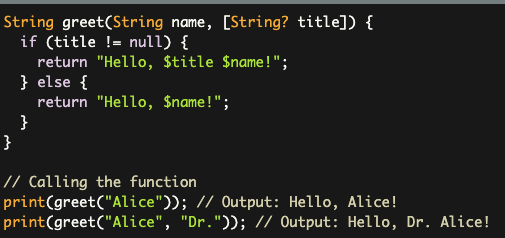 String greet(String name, [String? title]) {
  if (title != null) {
    return "Hello, $title $name!";
  } else {
    return "Hello, $name!";
  }
}

// Calling the function
print(greet("Alice")); // Output: Hello, Alice!
print(greet("Alice", "Dr.")); // Output: Hello, Dr. Alice!